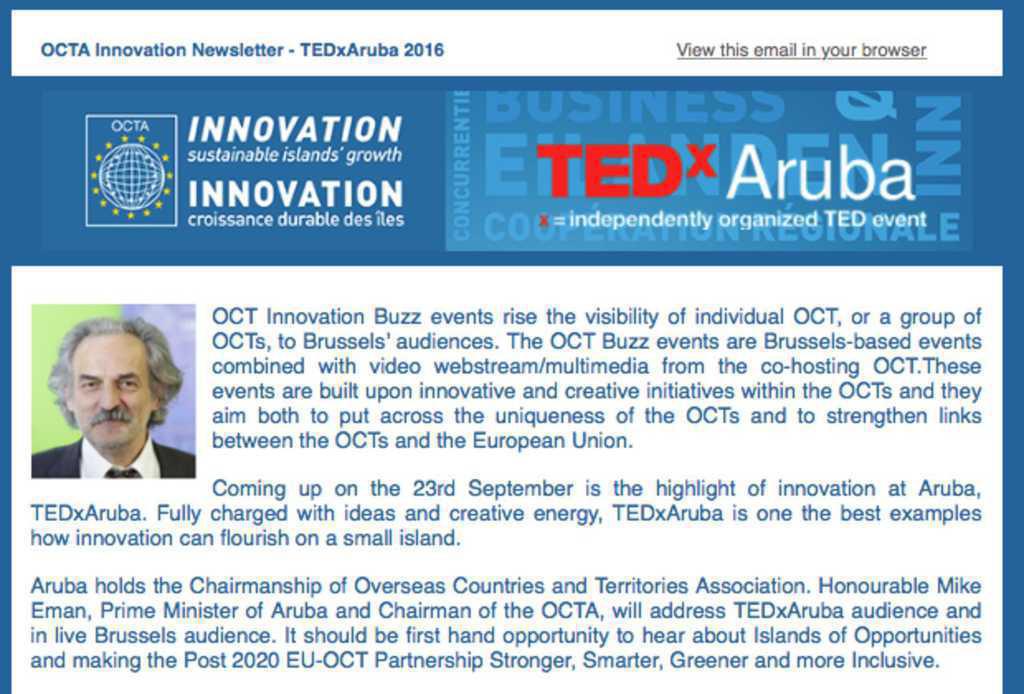 OCTA Innovation Newsletter - TEDxAruba 2016
View this email in your browser
OCTA
INNOVATION
sustainable islands' growth
INNOVATION
croissance durable des îles
CONCURRENTIE
BUSINESS
&
EILANDEN
INN
COOPÉRATION RÉGIONALE
TEDx Aruba
x = independently organized TED event
OCT Innovation Buzz events rise the visibility of individual OCT, or a group of
OCTs, to Brussels' audiences. The OCT Buzz events are Brussels-based events
combined with video webstream/multimedia from the co-hosting OCT.These
events are built upon innovative and creative initiatives within the OCTs and they
aim both to put across the uniqueness of the OCTs and to strengthen links
between the OCTs and the European Union.
Coming up on the 23rd September is the highlight of innovation at Aruba,
TEDxAruba. Fully charged with ideas and creative energy, TEDxAruba is one the best examples
how innovation can flourish on a small island.
Aruba holds the Chairmanship of Overseas Countries and Territories Association. Honourable Mike
Eman, Prime Minister of Aruba and Chairman of the OCTA, will address TEDxAruba audience and
in live Brussels audience. It should be first hand opportunity to hear about Islands of Opportunities
and making the Post 2020 EU-OCT Partnership Stronger, Smarter, Greener and more Inclusive.